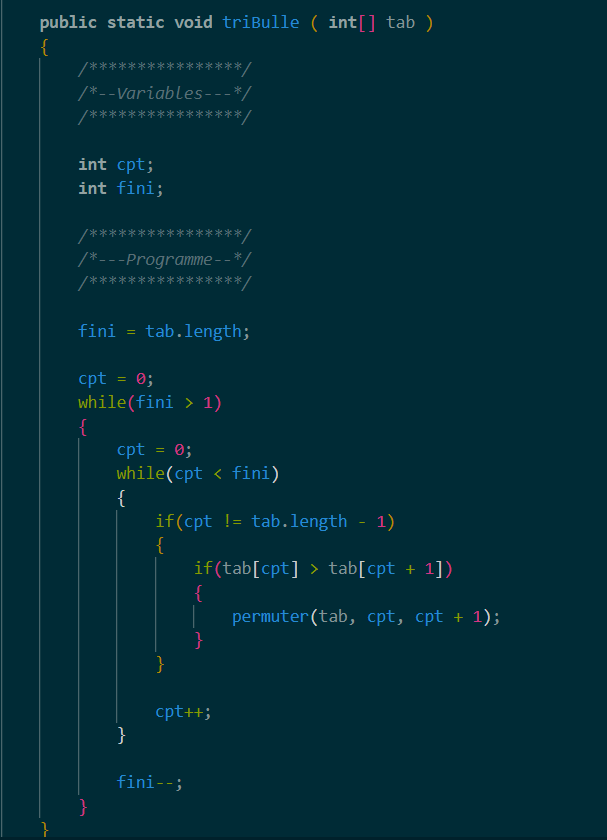 public static void triBulle ( int[] tab )
{
/****************/
/*--Variables---*/
/****************/
int cpt;
int fini;
/****************/
/*---Programme--*/
/****************/
fini = tab.length;
cpt = 0;
while(fini > 1)
{
cpt = 0;
while(cpt < fini)
{
if(cpt != tab.length - 1)
{
if(tab[cpt] > tab[cpt + 1])
{
permuter(tab, cpt, cpt + 1);
}
}
cpt++;
}
fini--;
}
}